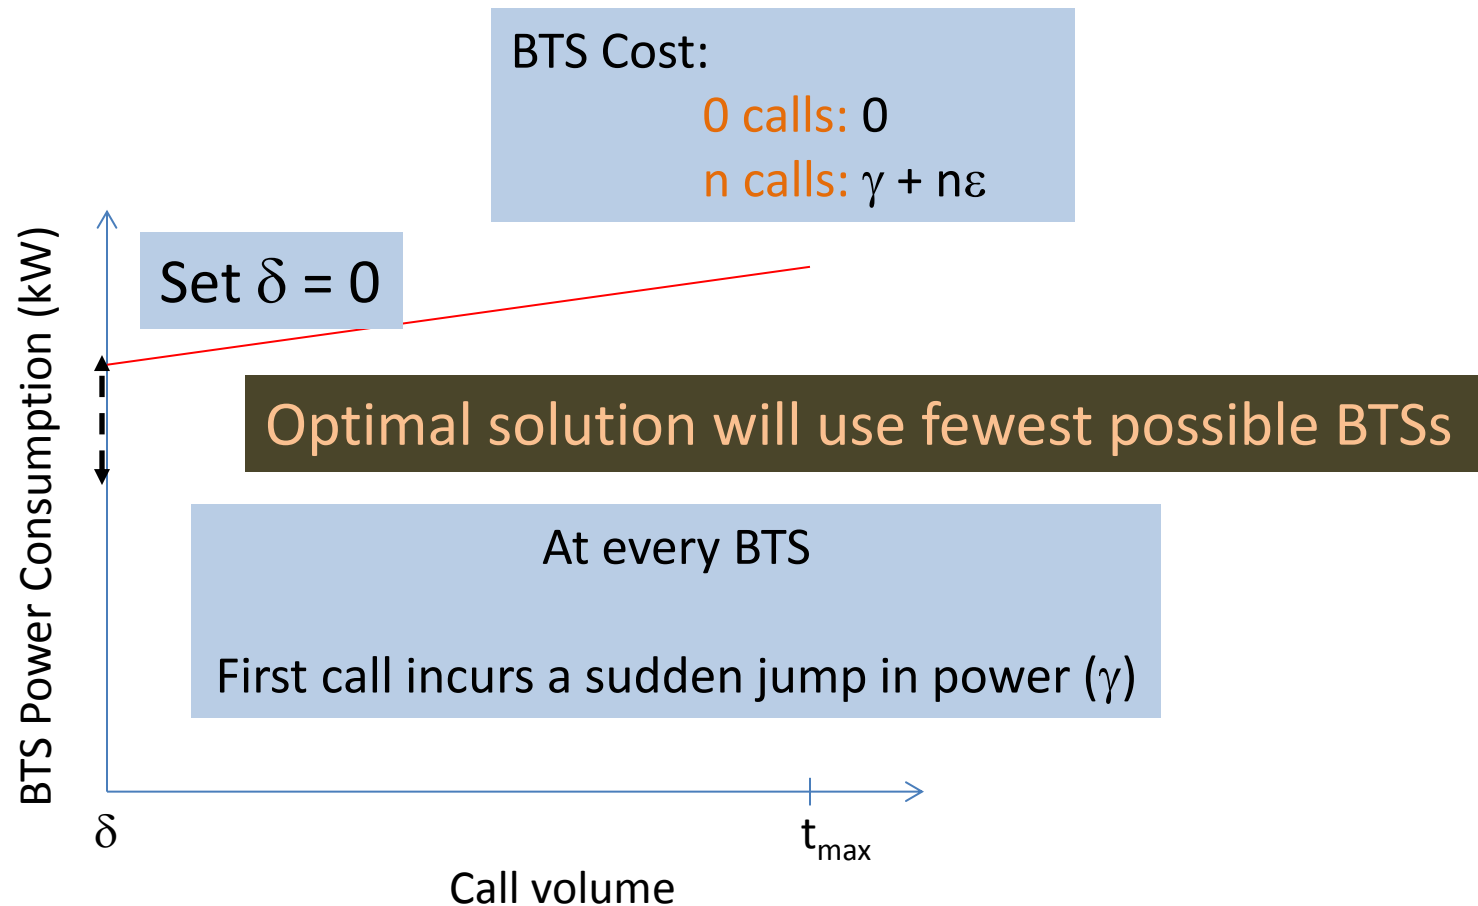 BTS Cost:
0 calls: 0
n calls: γ + nε
Set δ = 0
BTS Power Consumption (kW)
Optimal solution will use fewest possible BTSs
At every BTS
First call incurs a sudden jump in power (γ)
δ
tmax
Call volume